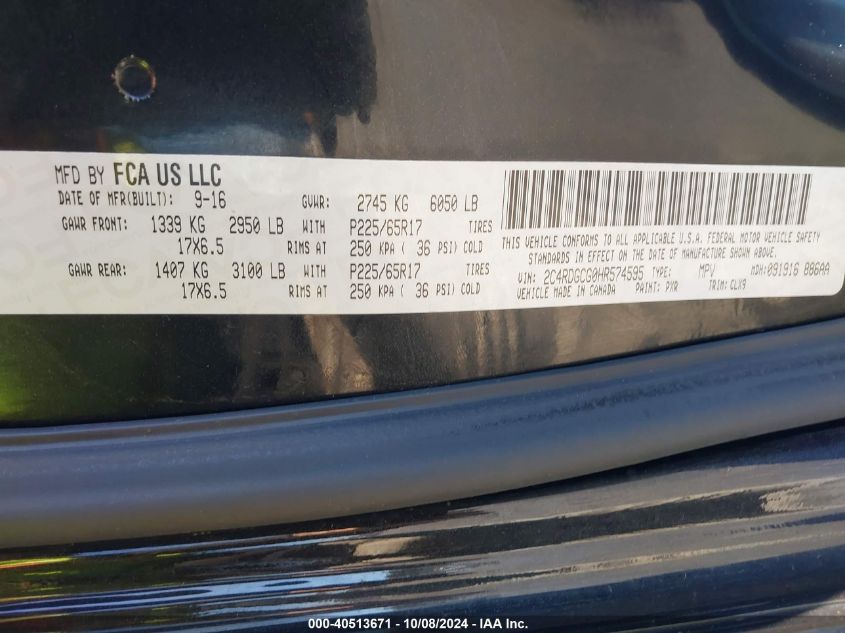 MFD BY FCA US LLC
DATE OF MFR(BUILT): 9-16 GVWR: 2745 KG 6050 LB
GAWR FRONT: 1339 KG 2950 LB WITH P225/65R17 TIRES
17X6.5 RIMS AT 250 KPA ( 36 PSI) COLD
GAWR REAR: 1407 KG 3100 LB WITH P225/65R17 TIRES
17X6.5 RIMS AT 250 KPA ( 36 PSI) COLD
THIS VEHICLE CONFORMS TO ALL APPLICABLE U.S.A. FEDERAL MOTOR VEHICLE SAFETY
STANDARDS IN EFFECT ON THE DATE OF MANUFACTURE SHOWN ABOVE.
VIN: 2C4RDGCG0HR574595 TYPE: MPV MDH:091916 886AA
VEHICLE MADE IN CANADA PAINT: PXR TRIM: CLX9
000-40513671 - 10/08/2024 - IAA Inc.